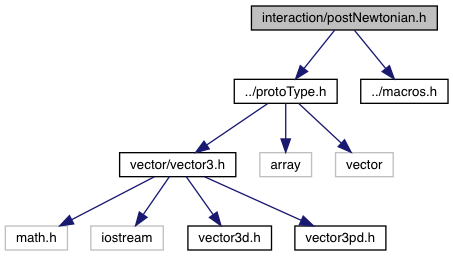 interaction/postNewtonian.h
../protoType.h
../macros.h
vector/vector3.h
array
vector
math.h
iostream
vector3d.h
vector3pd.h